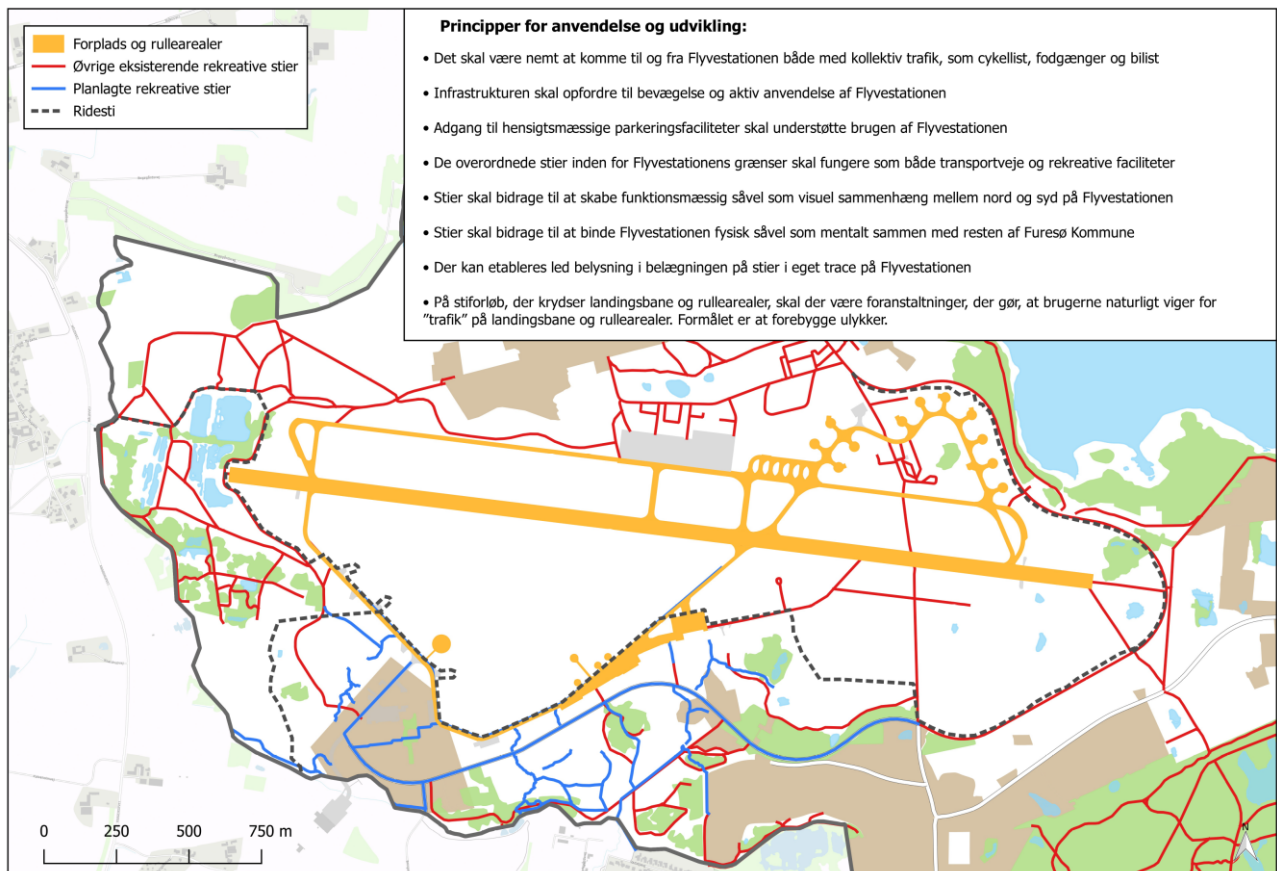 Forplads og rullearealer
Øvrige eksisterende rekreative stier
Planlagte rekreative stier
Ridesti
Principper for anvendelse og udvikling:
• Det skal være nemt at komme til og fra Flyvestationen både med kollektiv trafik, som cykellist, fodgænger og bilist
• Infrastrukturen skal opfordre til bevægelse og aktiv anvendelse af Flyvestationen
• Adgang til hensigtsmæssige parkeringsfaciliteter skal understøtte brugen af Flyvestationen
• De overordnede stier inden for Flyvestationens grænser skal fungere som både transportveje og rekreative faciliteter
• Stier skal bidrage til at skabe funktionsmæssig såvel som visuel sammenhæng mellem nord og syd på Flyvestationen
• Stier skal bidrage til at binde Flyvestationen fysisk såvel som mentalt sammen med resten af Furesø Kommune
• Der kan etableres led belysning i belægningen på stier i eget trace på Flyvestationen
• På stiforløb, der krydser landingsbane og rullearealer, skal der være foranstaltninger, der gør, at brugerne naturligt viger for
"trafik" på landingsbane og rullearealer. Formålet er at forebygge ulykker.
0 250 500 750 m
N